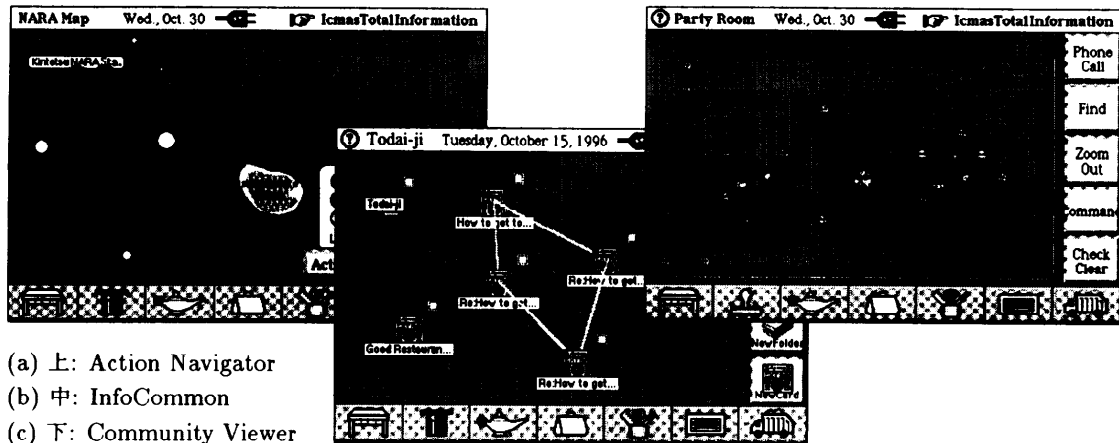 NARA Map Wed., Oct. 30 IcmasTotalInformation
Kintetsu NARA Sta.
Act
? Todai-ji Tuesday, October 15, 1996
Todai-ji
How to get to...
Re:How to get...
Re:How to get...
Good Restauran...
Re:How to get...
NewFolder
NewCard
? Party Room Wed., Oct. 30 IcmasTotalInformation
Phone
Call
Find
Zoom
Out
ommand
Check
Clear
(a) 上: Action Navigator
(b) 中: InfoCommon
(c) 下: Community Viewer